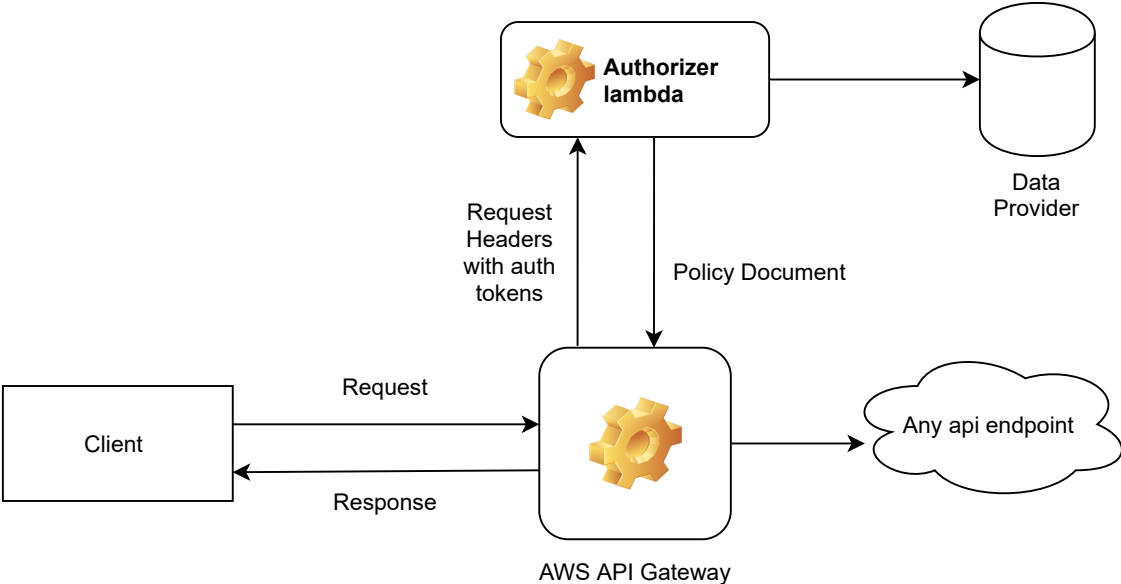 Authorizer
lambda
Data
Provider
Request
Headers
with auth
tokens
Policy Document
Request
Client
Any api endpoint
Response
AWS API Gateway